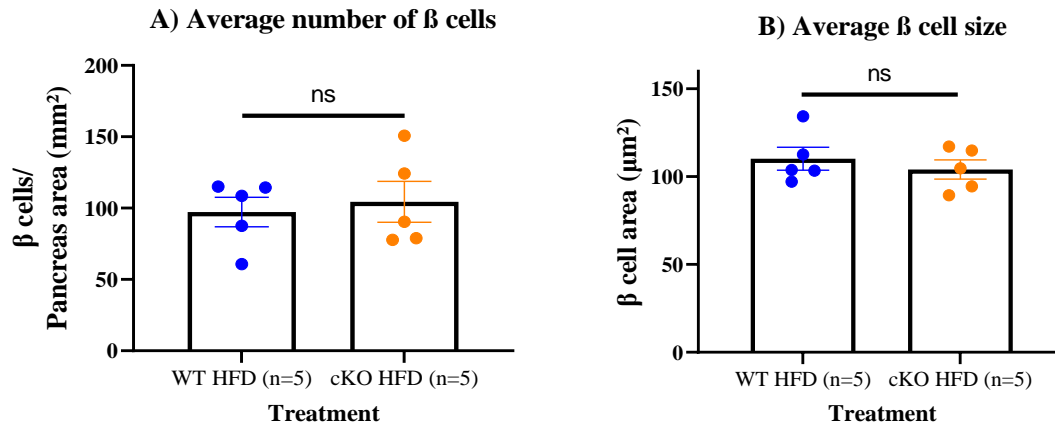 A) Average number of ß cells
200
150
100
50
0
β cells/
Pancreas area (mm²)
ns
WT HFD (n=5)
cKO HFD (n=5)
Treatment
B) Average ß cell size
150
100
50
0
β cell area (µm²)
ns
WT HFD (n=5)
cKO HFD (n=5)
Treatment